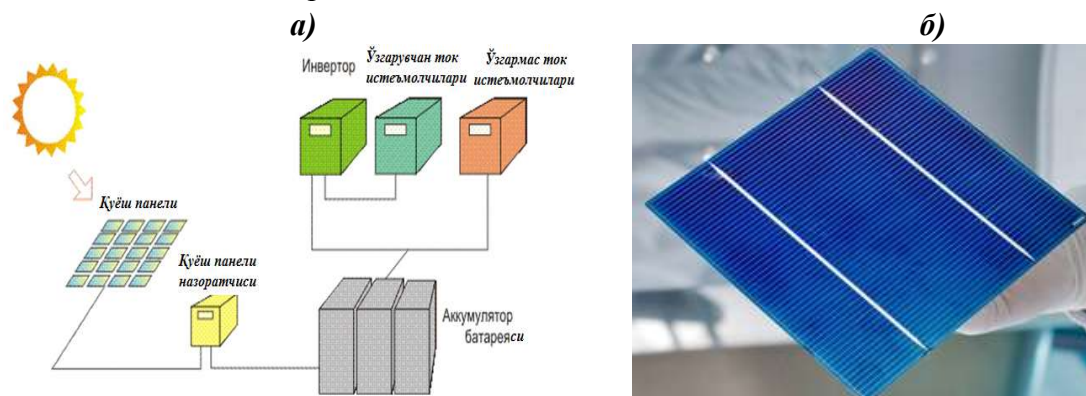 а)
б)
Инвертор
Ўзгарувчан ток
истеъмолчилари
Ўзгармас ток
истеъмолчилари
Қуёш панели
Қуёш панели
назоратчиси
Аккумулятор
батареяси